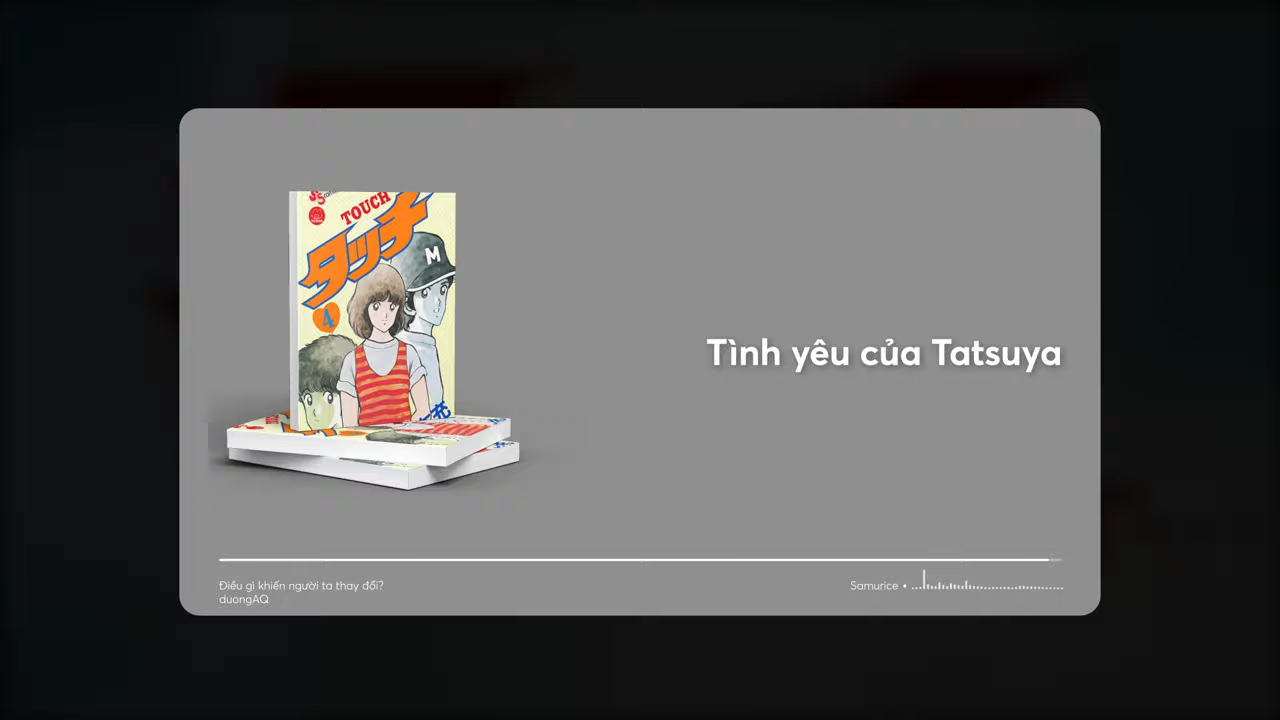 TOUCH
タッチ
4
M
Tình yêu của Tatsuya
Điều gì khiến người ta thay đổi?
duongAQ
Samurice •